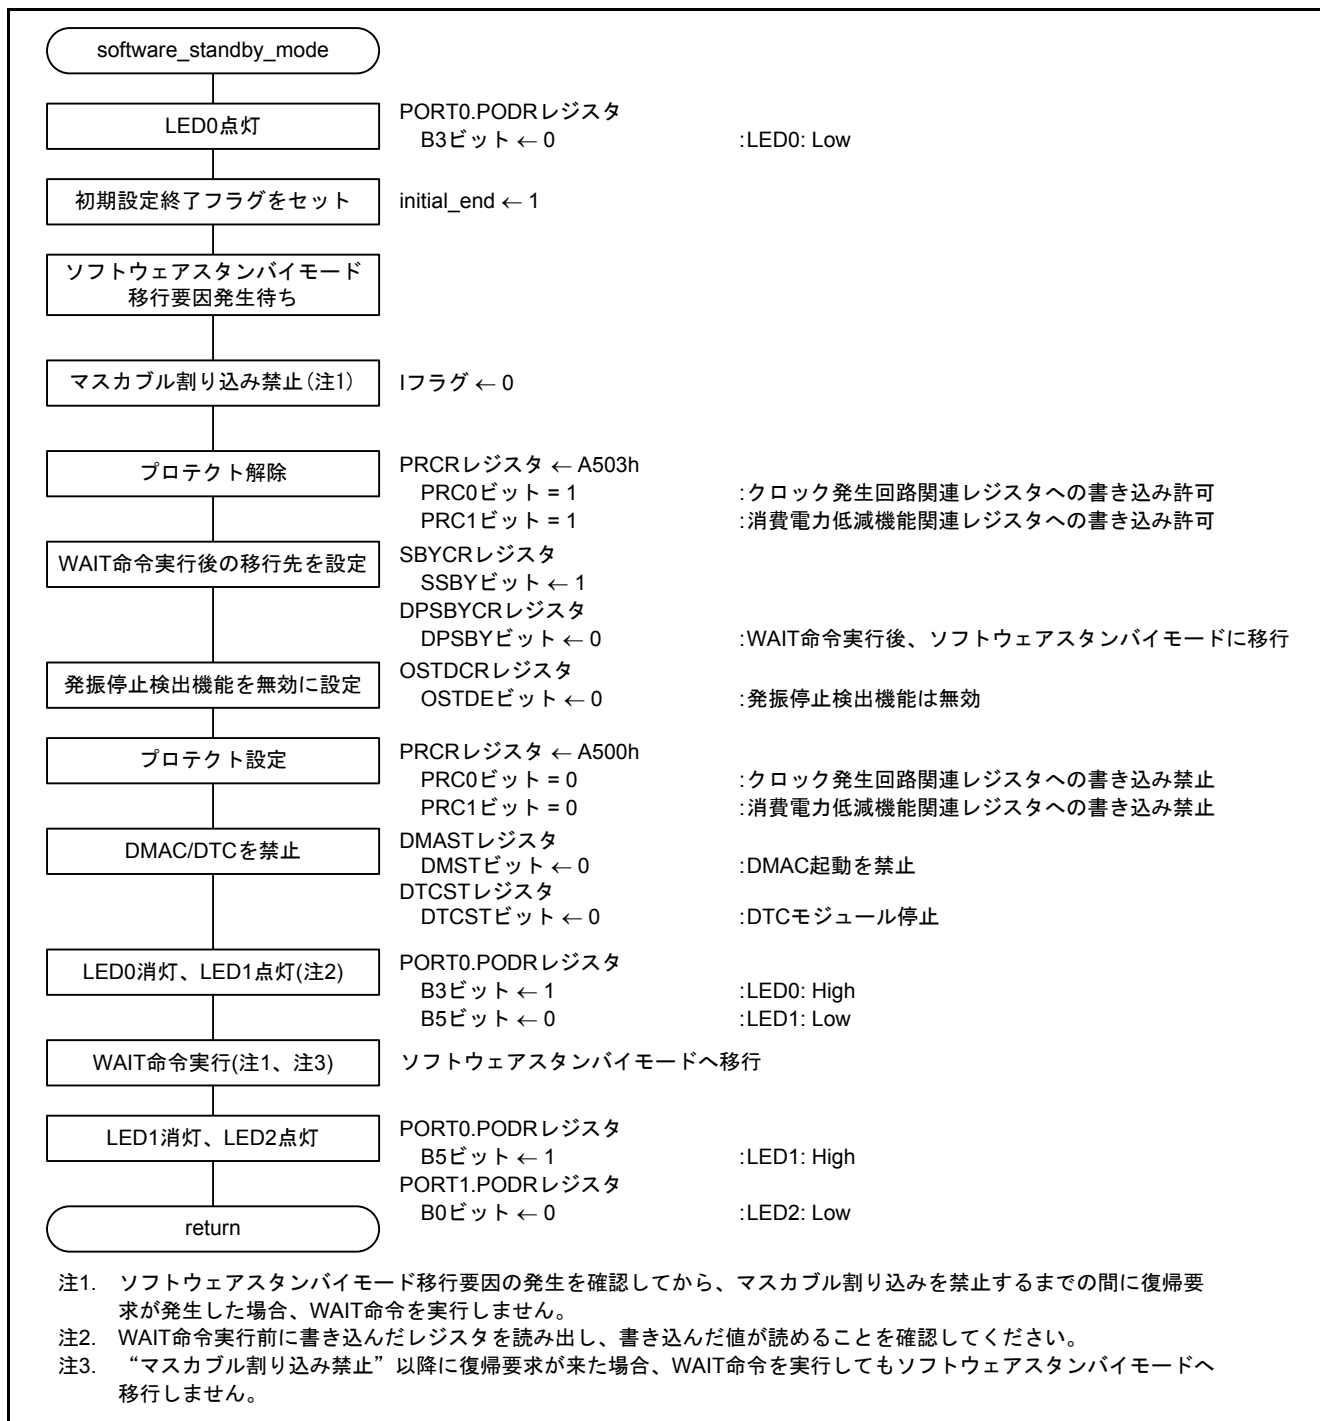 software_standby_mode
LED0点灯
PORT0.PODRレジスタ
B3ビット ← 0 :LED0: Low
初期設定終了フラグをセット
initial_end ← 1
ソフトウェアスタンバイモード
移行要因発生待ち
マスカブル割り込み禁止(注1)
Iフラグ ← 0
プロテクト解除
PRCRレジスタ ← A503h
PRC0ビット = 1 :クロック発生回路関連レジスタへの書き込み許可
PRC1ビット = 1 :消費電力低減機能関連レジスタへの書き込み許可
WAIT命令実行後の移行先を設定
SBYCRレジスタ
SSBYビット ← 1
DPSBYCRレジスタ
DPSBYビット ← 0 :WAIT命令実行後、ソフトウェアスタンバイモードに移行
発振停止検出機能を無効に設定
OSTDCRレジスタ
OSTDEビット ← 0 :発振停止検出機能は無効
プロテクト設定
PRCRレジスタ ← A500h
PRC0ビット = 0 :クロック発生回路関連レジスタへの書き込み禁止
PRC1ビット = 0 :消費電力低減機能関連レジスタへの書き込み禁止
DMAC/DTCを禁止
DMASTレジスタ
DMSTビット ← 0 :DMAC起動を禁止
DTCSTレジスタ
DTCSTビット ← 0 :DTCモジュール停止
LED0消灯、LED1点灯(注2)
PORT0.PODRレジスタ
B3ビット ← 1 :LED0: High
B5ビット ← 0 :LED1: Low
WAIT命令実行(注1、注3)
ソフトウェアスタンバイモードへ移行
LED1消灯、LED2点灯
PORT0.PODRレジスタ
B5ビット ← 1 :LED1: High
PORT1.PODRレジスタ
B0ビット ← 0 :LED2: Low
return
注1. ソフトウェアスタンバイモード移行要因の発生を確認してから、マスカブル割り込みを禁止するまでの間に復帰要
求が発生した場合、WAIT命令を実行しません。
注2. WAIT命令実行前に書き込んだレジスタを読み出し、書き込んだ値が読めることを確認してください。
注3. “マスカブル割り込み禁止”以降に復帰要求が来た場合、WAIT命令を実行してもソフトウェアスタンバイモードへ
移行しません。